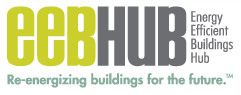 eeBHUB
Energy
Efficient
Buildings
Hub
Re-energizing buildings for the future.™